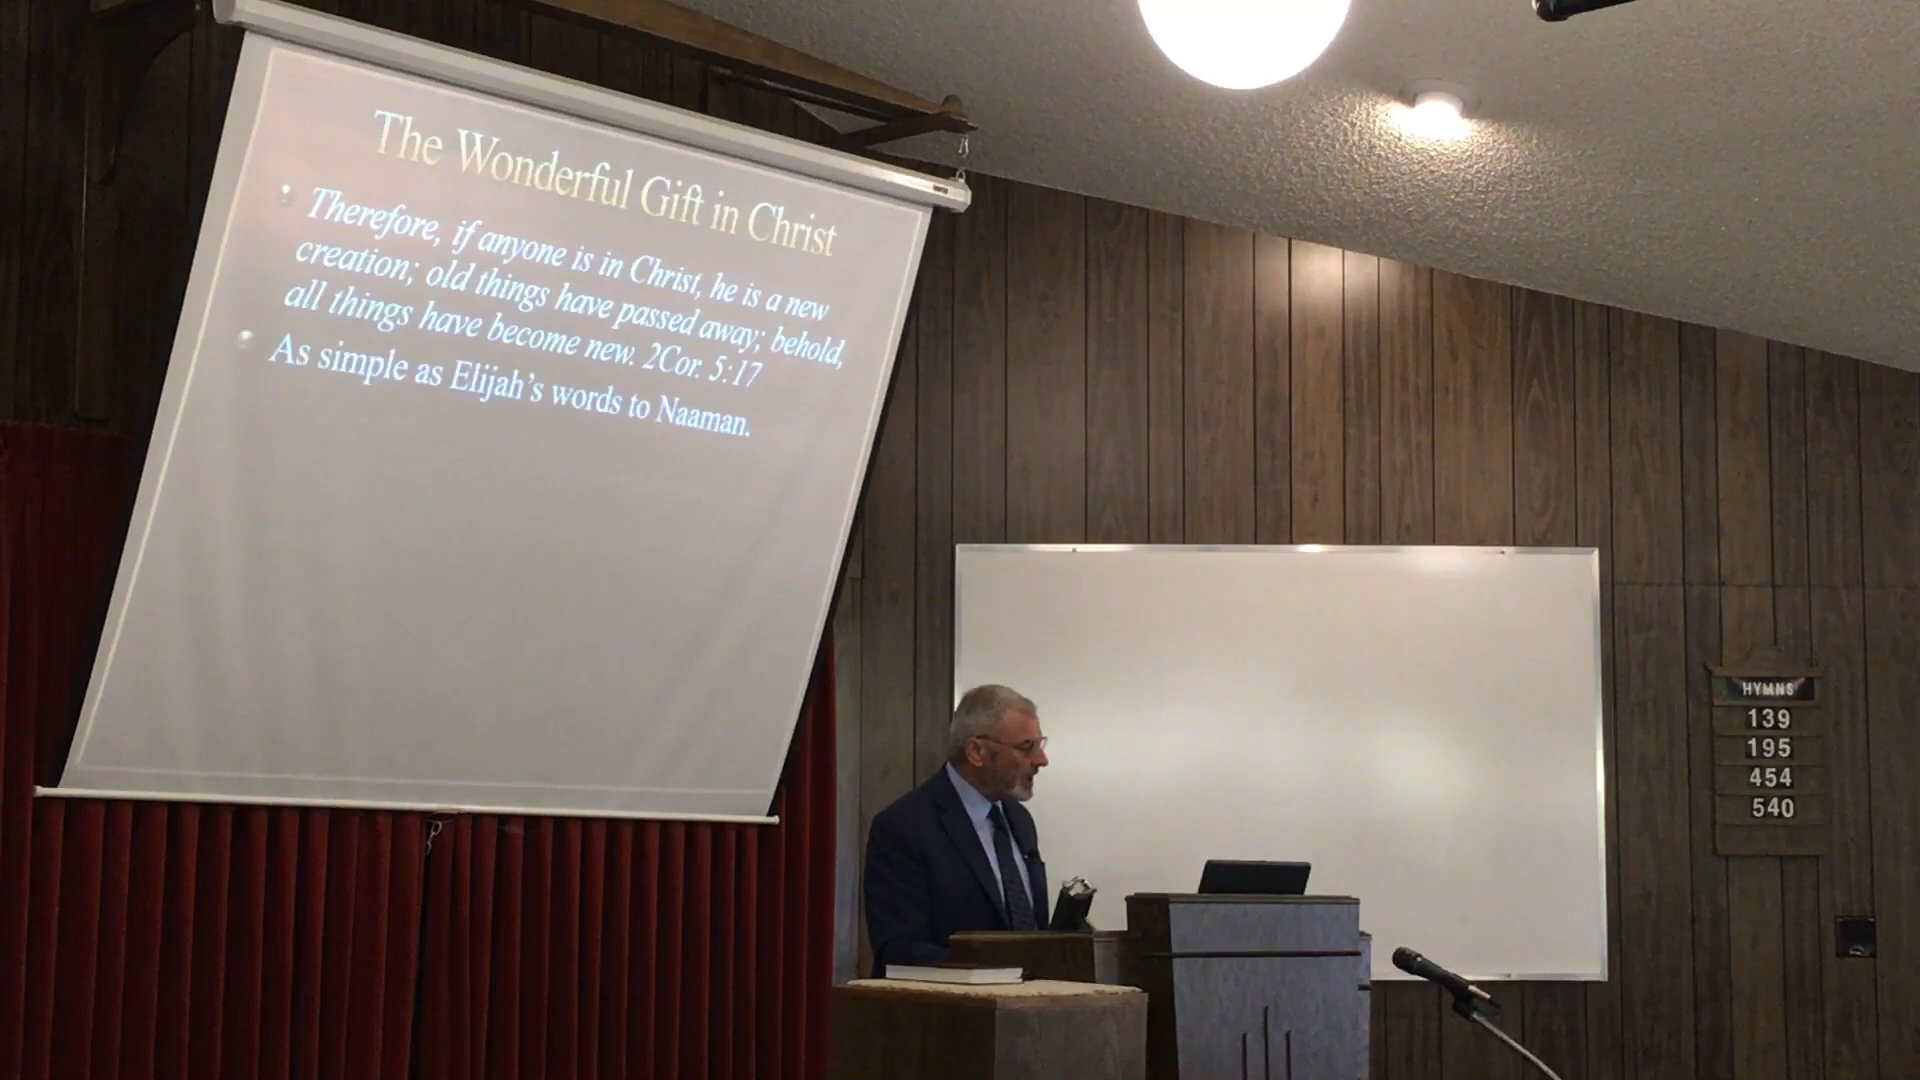 The Wonderful Gift in Christ
Therefore, if anyone is in Christ, he is a new
creation; old things have passed away; behold,
all things have become new. 2Cor. 5:17
As simple as Elijah's words to Naaman.
HYMNS
139
195
454
540